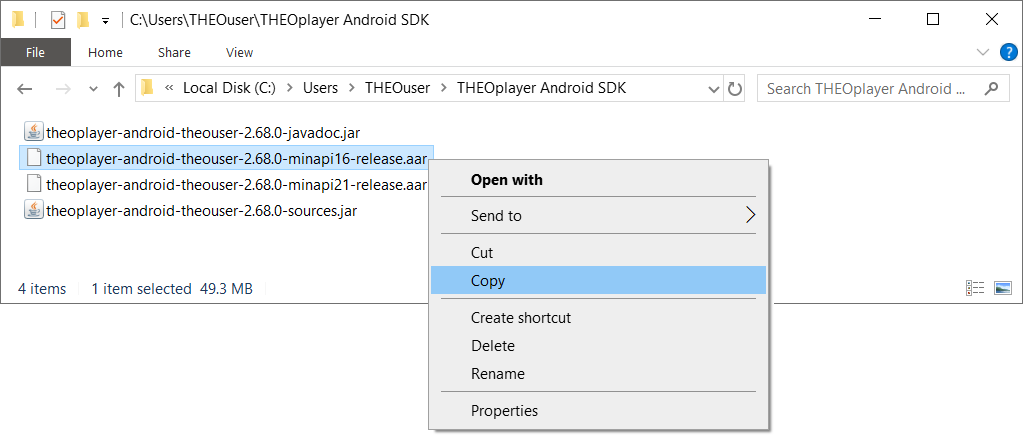 C:\Users\THEOuser\THEOplayer Android SDK
File Home Share View
« Local Disk (C:) Users THEOuser THEOplayer Android SDK Search THEOplayer Android ...
theoplayer-android-theouser-2.68.0-javadoc.jar
theoplayer-android-theouser-2.68.0-minapi16-release.aar
theoplayer-android-theouser-2.68.0-minapi21-release.aar
theoplayer-android-theouser-2.68.0-sources.jar
Open with
Send to
Cut
Copy
Create shortcut
Delete
Rename
Properties
4 items 1 item selected 49.3 MB